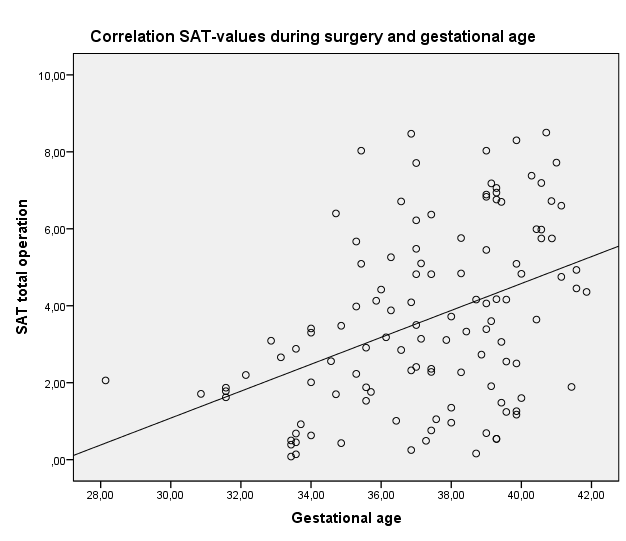 Correlation SAT-values during surgery and gestational age
SAT total operation
10,00
8,00
6,00
4,00
2,00
,00
28,00 30,00 32,00 34,00 36,00 38,00 40,00 42,00
Gestational age